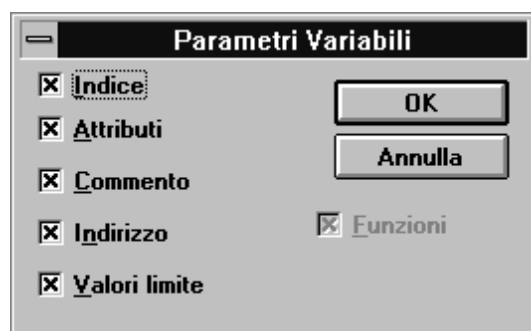 Parametri Variabili
Indice
Attributi
Commento
Indirizzo
Valori limite
OK
Annulla
Funzioni